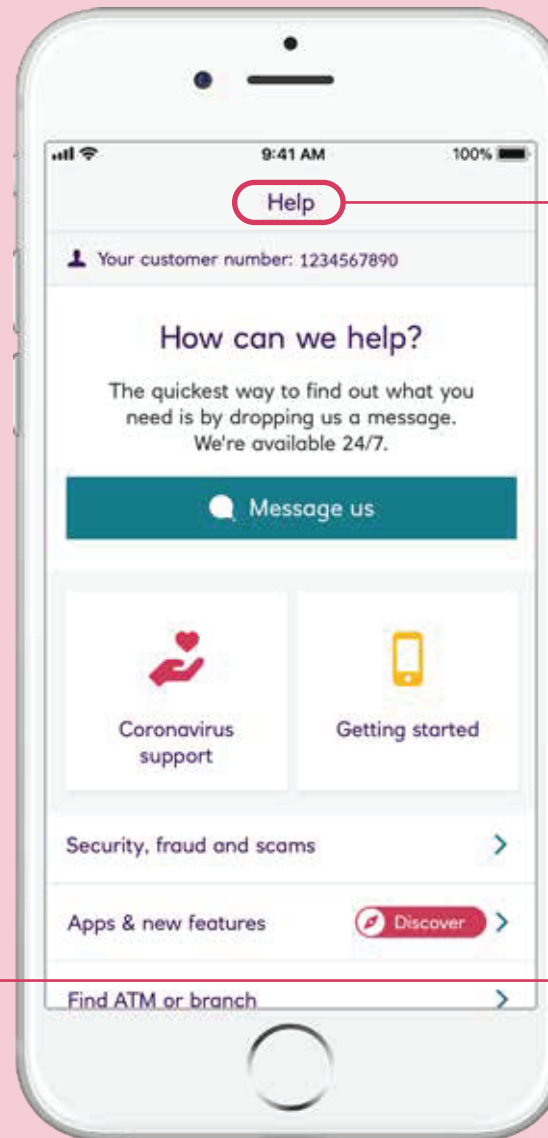 9:41 AM 100%
Help
Your customer number: 1234567890
How can we help?
The quickest way to find out what you
need is by dropping us a message.
We're available 24/7.
Message us
Coronavirus
support
Getting started
Security, fraud and scams
Apps & new features Discover
Find ATM or branch